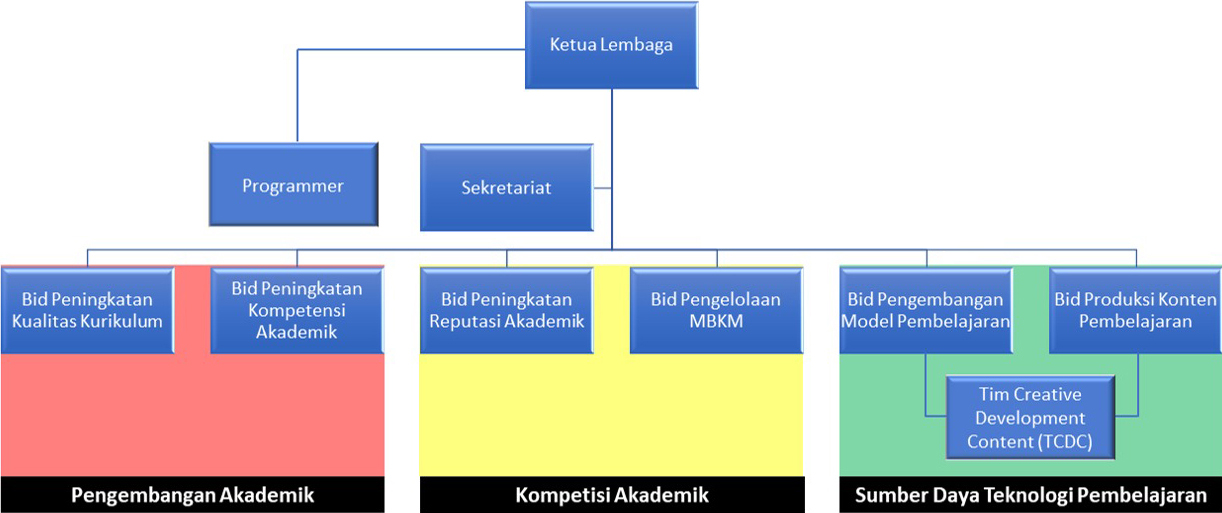 Ketua Lembaga
Programmer
Sekretariat
Bid Peningkatan
Kualitas Kurikulum
Bid Peningkatan
Kompetensi
Akademik
Bid Peningkatan
Reputasi Akademik
Bid Pengelolaan
MBKM
Bid Pengembangan
Model Pembelajaran
Bid Produksi Konten
Pembelajaran
Tim Creative
Development
Content (TCDC)
Pengembangan Akademik
Kompetisi Akademik
Sumber Daya Teknologi Pembelajaran